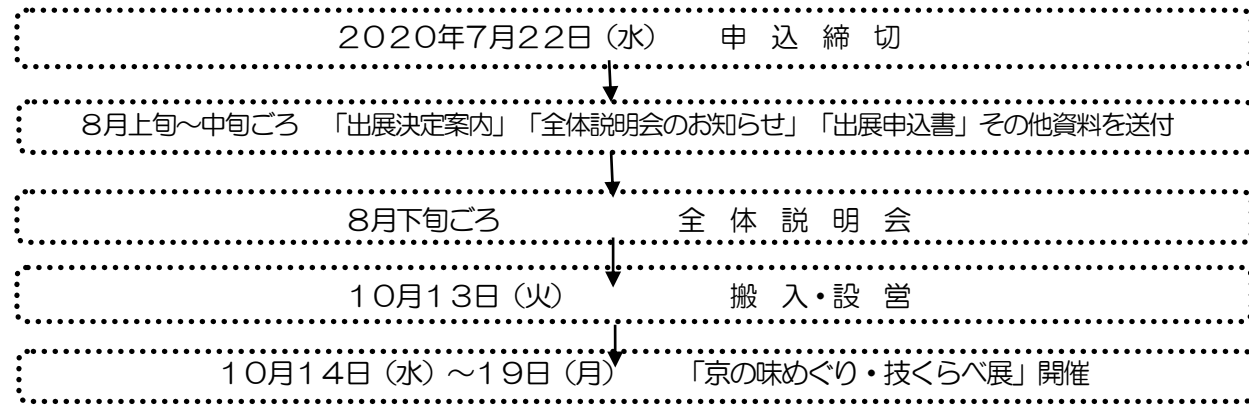 ２０２０年７月２２日（水）　　申　込　締　切
８月上旬～中旬ごろ　「出展決定案内」「全体説明会のお知らせ」「出展申込書」その他資料を送付
８月下旬ごろ　　　　　　　全　体　説　明　会
１０月１３日（火）　　　　　　　搬　入・設　営
１０月１４日（水）～１９日（月）　　「京の味めぐり・技くらべ展」開催